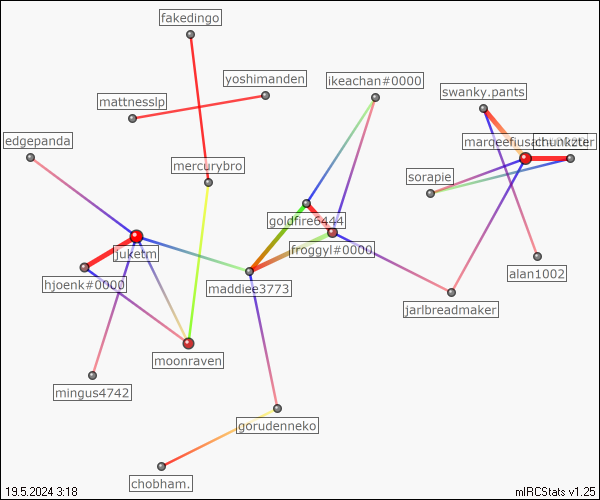 fakedingo
yoshimanden
ikeachan#0000
swanky.pants
mattnesslp
edgepanda
chunkzter
mercurybro
sorapie
goldfire6444
froggyl#0000
juketm
alan1002
hjoenk#0000
maddiee3773
jarlbreadmaker
moonraven
mingus4742
gorudenneko
chobham.
19.5.2024 3:18
mIRCStats v1.25